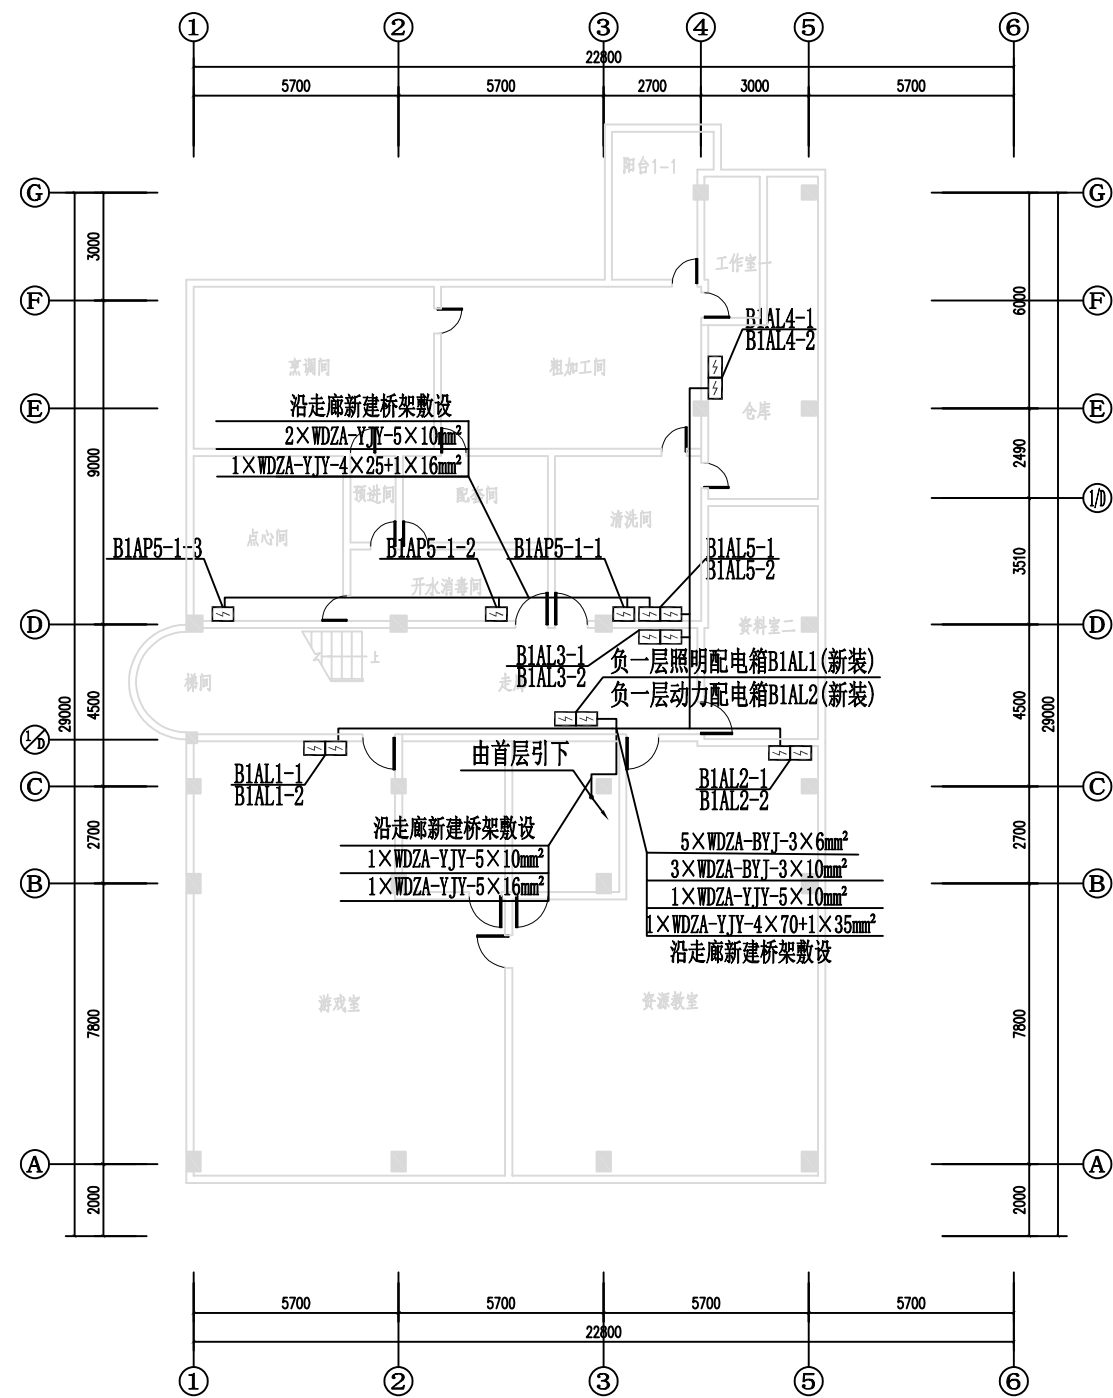 ① ② ③ ④ ⑤ ⑥
22800
5700 5700 2700 3000 5700
阳台1-1
G G
3000
工作室一
F F
6000
B1AL4-1
B1AL4-2
烹调间 粗加工间
沿走廊新建桥架敷设
E 仓库 E
2×WDZA-YJY-5×10mm²
9000 2490
1×WDZA-YJY-4×25+1×16mm²
预进间 配套间
1/D
清洗间
点心间
B1AP5-1-3 B1AP5-1-2 B1AP5-1-1 B1AL5-1
B1AL5-2
3510
开水消毒间
D 资料室二 D
上
B1AL3-1
B1AL3-2
负一层照明配电箱B1AL1(新装)
梯间 走廊
负一层动力配电箱B1AL2(新装)
29000 4500 4500 29000
1/D
由首层引下
B1AL1-1
B1AL1-2
B1AL2-1
B1AL2-2
C C
沿走廊新建桥架敷设
2700 2700
1×WDZA-YJY-5×10mm²
1×WDZA-YJY-5×16mm²
5×WDZA-BYJ-3×6mm²
3×WDZA-BYJ-3×10mm²
B B
1×WDZA-YJY-5×10mm²
1×WDZA-YJY-4×70+1×35mm²
沿走廊新建桥架敷设
游戏室 资源教室
7800 7800
A A
2000 2000
5700 5700 5700 5700
22800
① ② ③ ⑤ ⑥